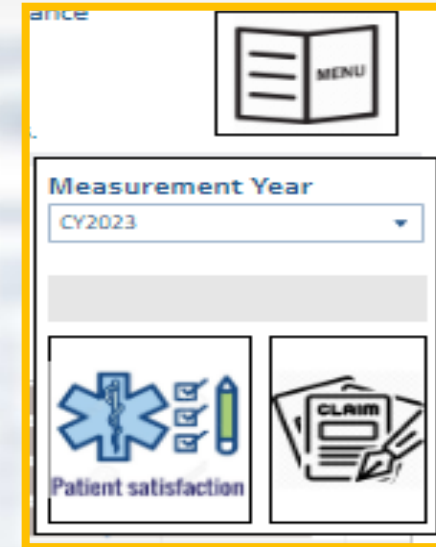 ance
MENU
s.
Measurement Year
CY2023
CLAIM
Patient satisfaction